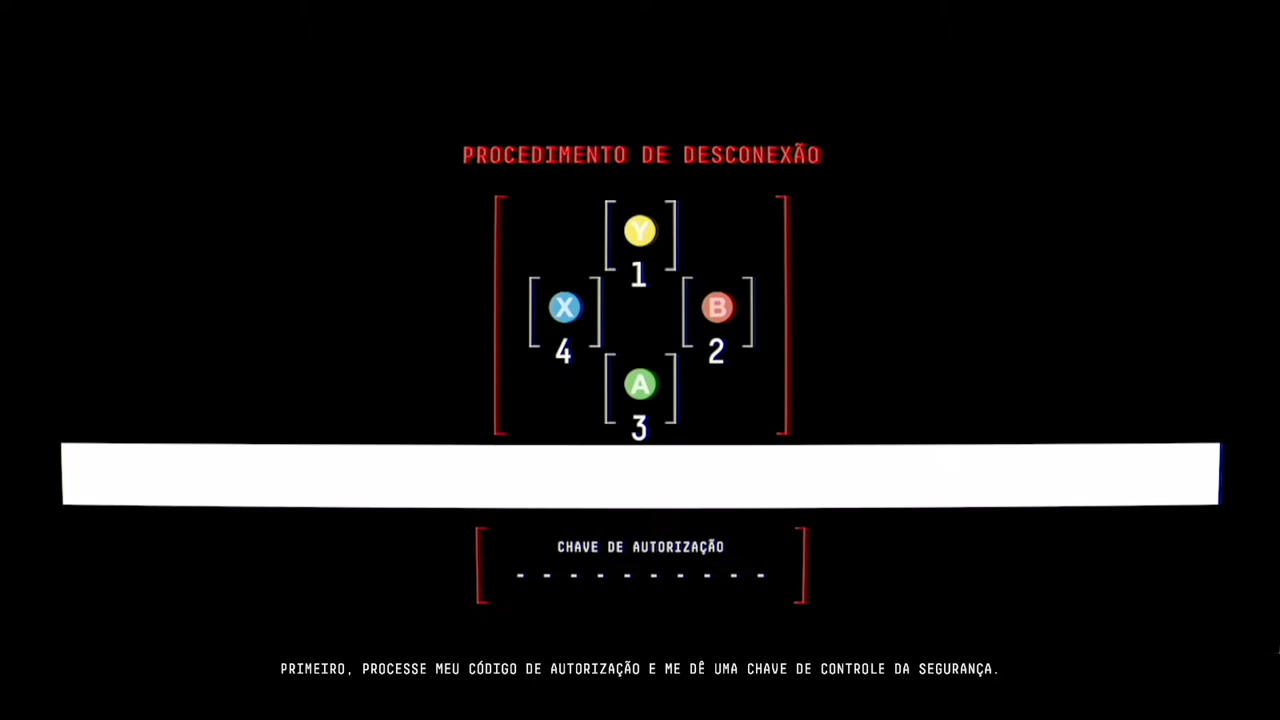 PROCEDIMENTO DE DESCONEXÃO
Y
1
X B
4 2
A
3
CHAVE DE AUTORIZAÇÃO
- - - - - - - - - -
PRIMEIRO, PROCESSE MEU CÓDIGO DE AUTORIZAÇÃO E ME DÊ UMA CHAVE DE CONTROLE DA SEGURANÇA.